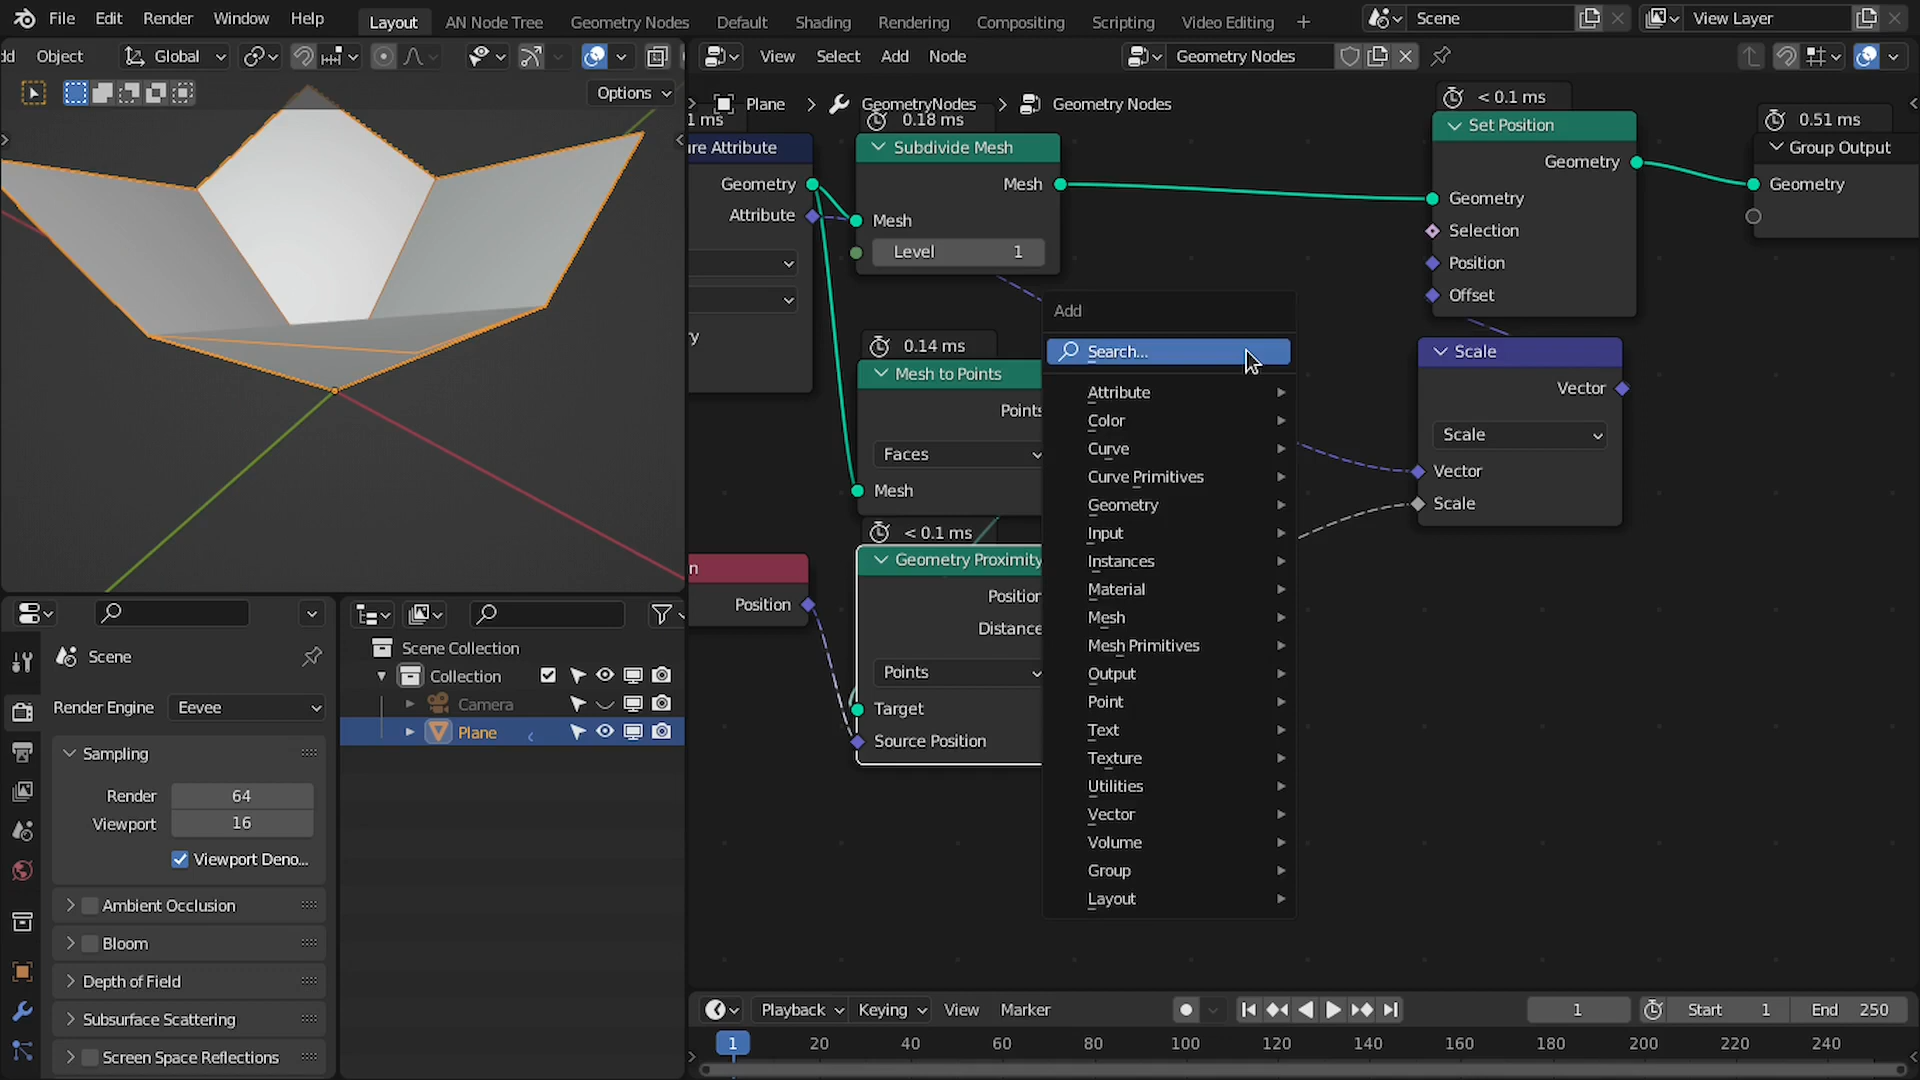 File Edit Render Window Help Layout AN Node Tree Geometry Nodes Default Shading Rendering Compositing Scripting Video Editing + Scene View Layer
Object Global View Select Add Node Geometry Nodes
Options
Plane > GeometryNodes > Geometry Nodes
< 0.1 ms
0.18 ms
0.51 ms
Set Position
Geometry
Geometry
Selection
Position
Offset
Group Output
Geometry
Attribute
Geometry
Attribute
Subdivide Mesh
Mesh
Mesh
Level 1
0.14 ms
Mesh to Points
Points
Faces
Mesh
< 0.1 ms
Geometry Proximity
Position
Distance
Points
Target
Source Position
Position
Scale
Vector
Scale
Vector
Scale
Add
Search...
Attribute
Color
Curve
Curve Primitives
Geometry
Input
Instances
Material
Mesh
Mesh Primitives
Output
Point
Text
Texture
Utilities
Vector
Volume
Group
Layout
Scene
Render Engine Eevee
Sampling
Render 64
Viewport 16
Viewport Deno...
Ambient Occlusion
Bloom
Depth of Field
Subsurface Scattering
Screen Space Reflections
Scene Collection
Collection
Camera
Plane
Playback Keying View Marker 1 Start 1 End 250
1 20 40 60 80 100 120 140 160 180 200 220 240